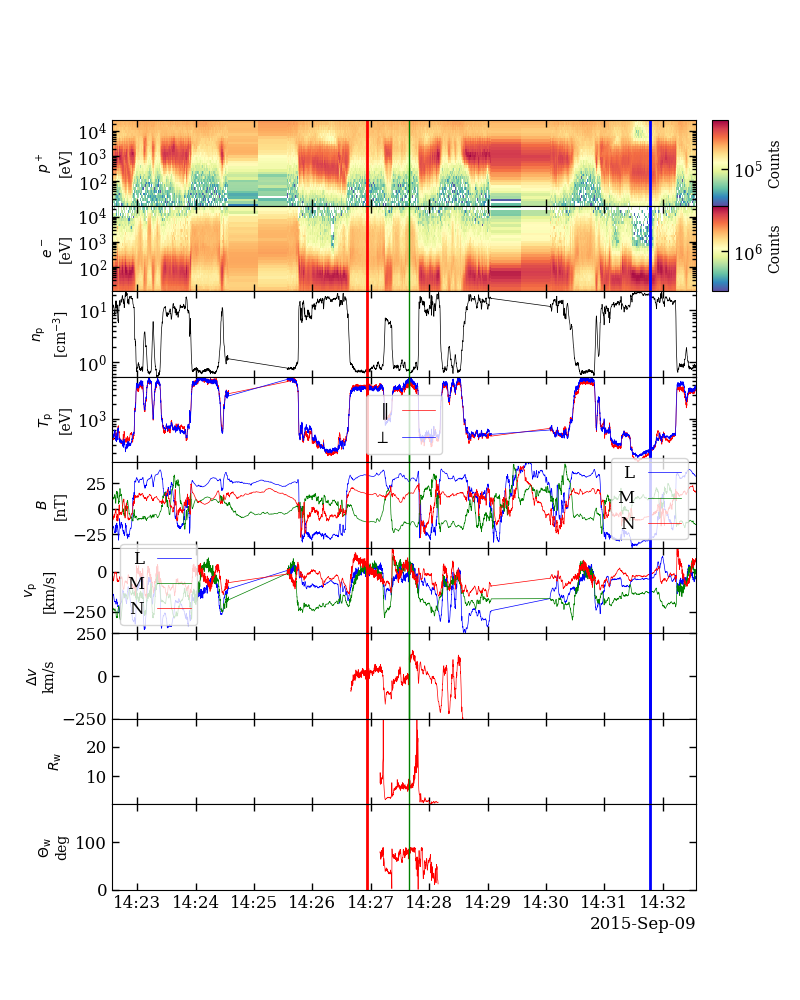 10⁴
10³
10²
p⁺
[eV]
10⁵
Counts
10⁴
10³
10²
e⁻
[eV]
10⁶
Counts
10¹
10⁰
nₚ
[cm⁻³]
10³
Tₚ
[eV]
∥
⊥
25
0
−25
B
[nT]
L
M
N
0
−250
vₚ
[km/s]
L
M
N
250
0
−250
Δv
km/s
20
10
R_w
100
0
Θ_w
deg
14:23 14:24 14:25 14:26 14:27 14:28 14:29 14:30 14:31 14:32
2015-Sep-09